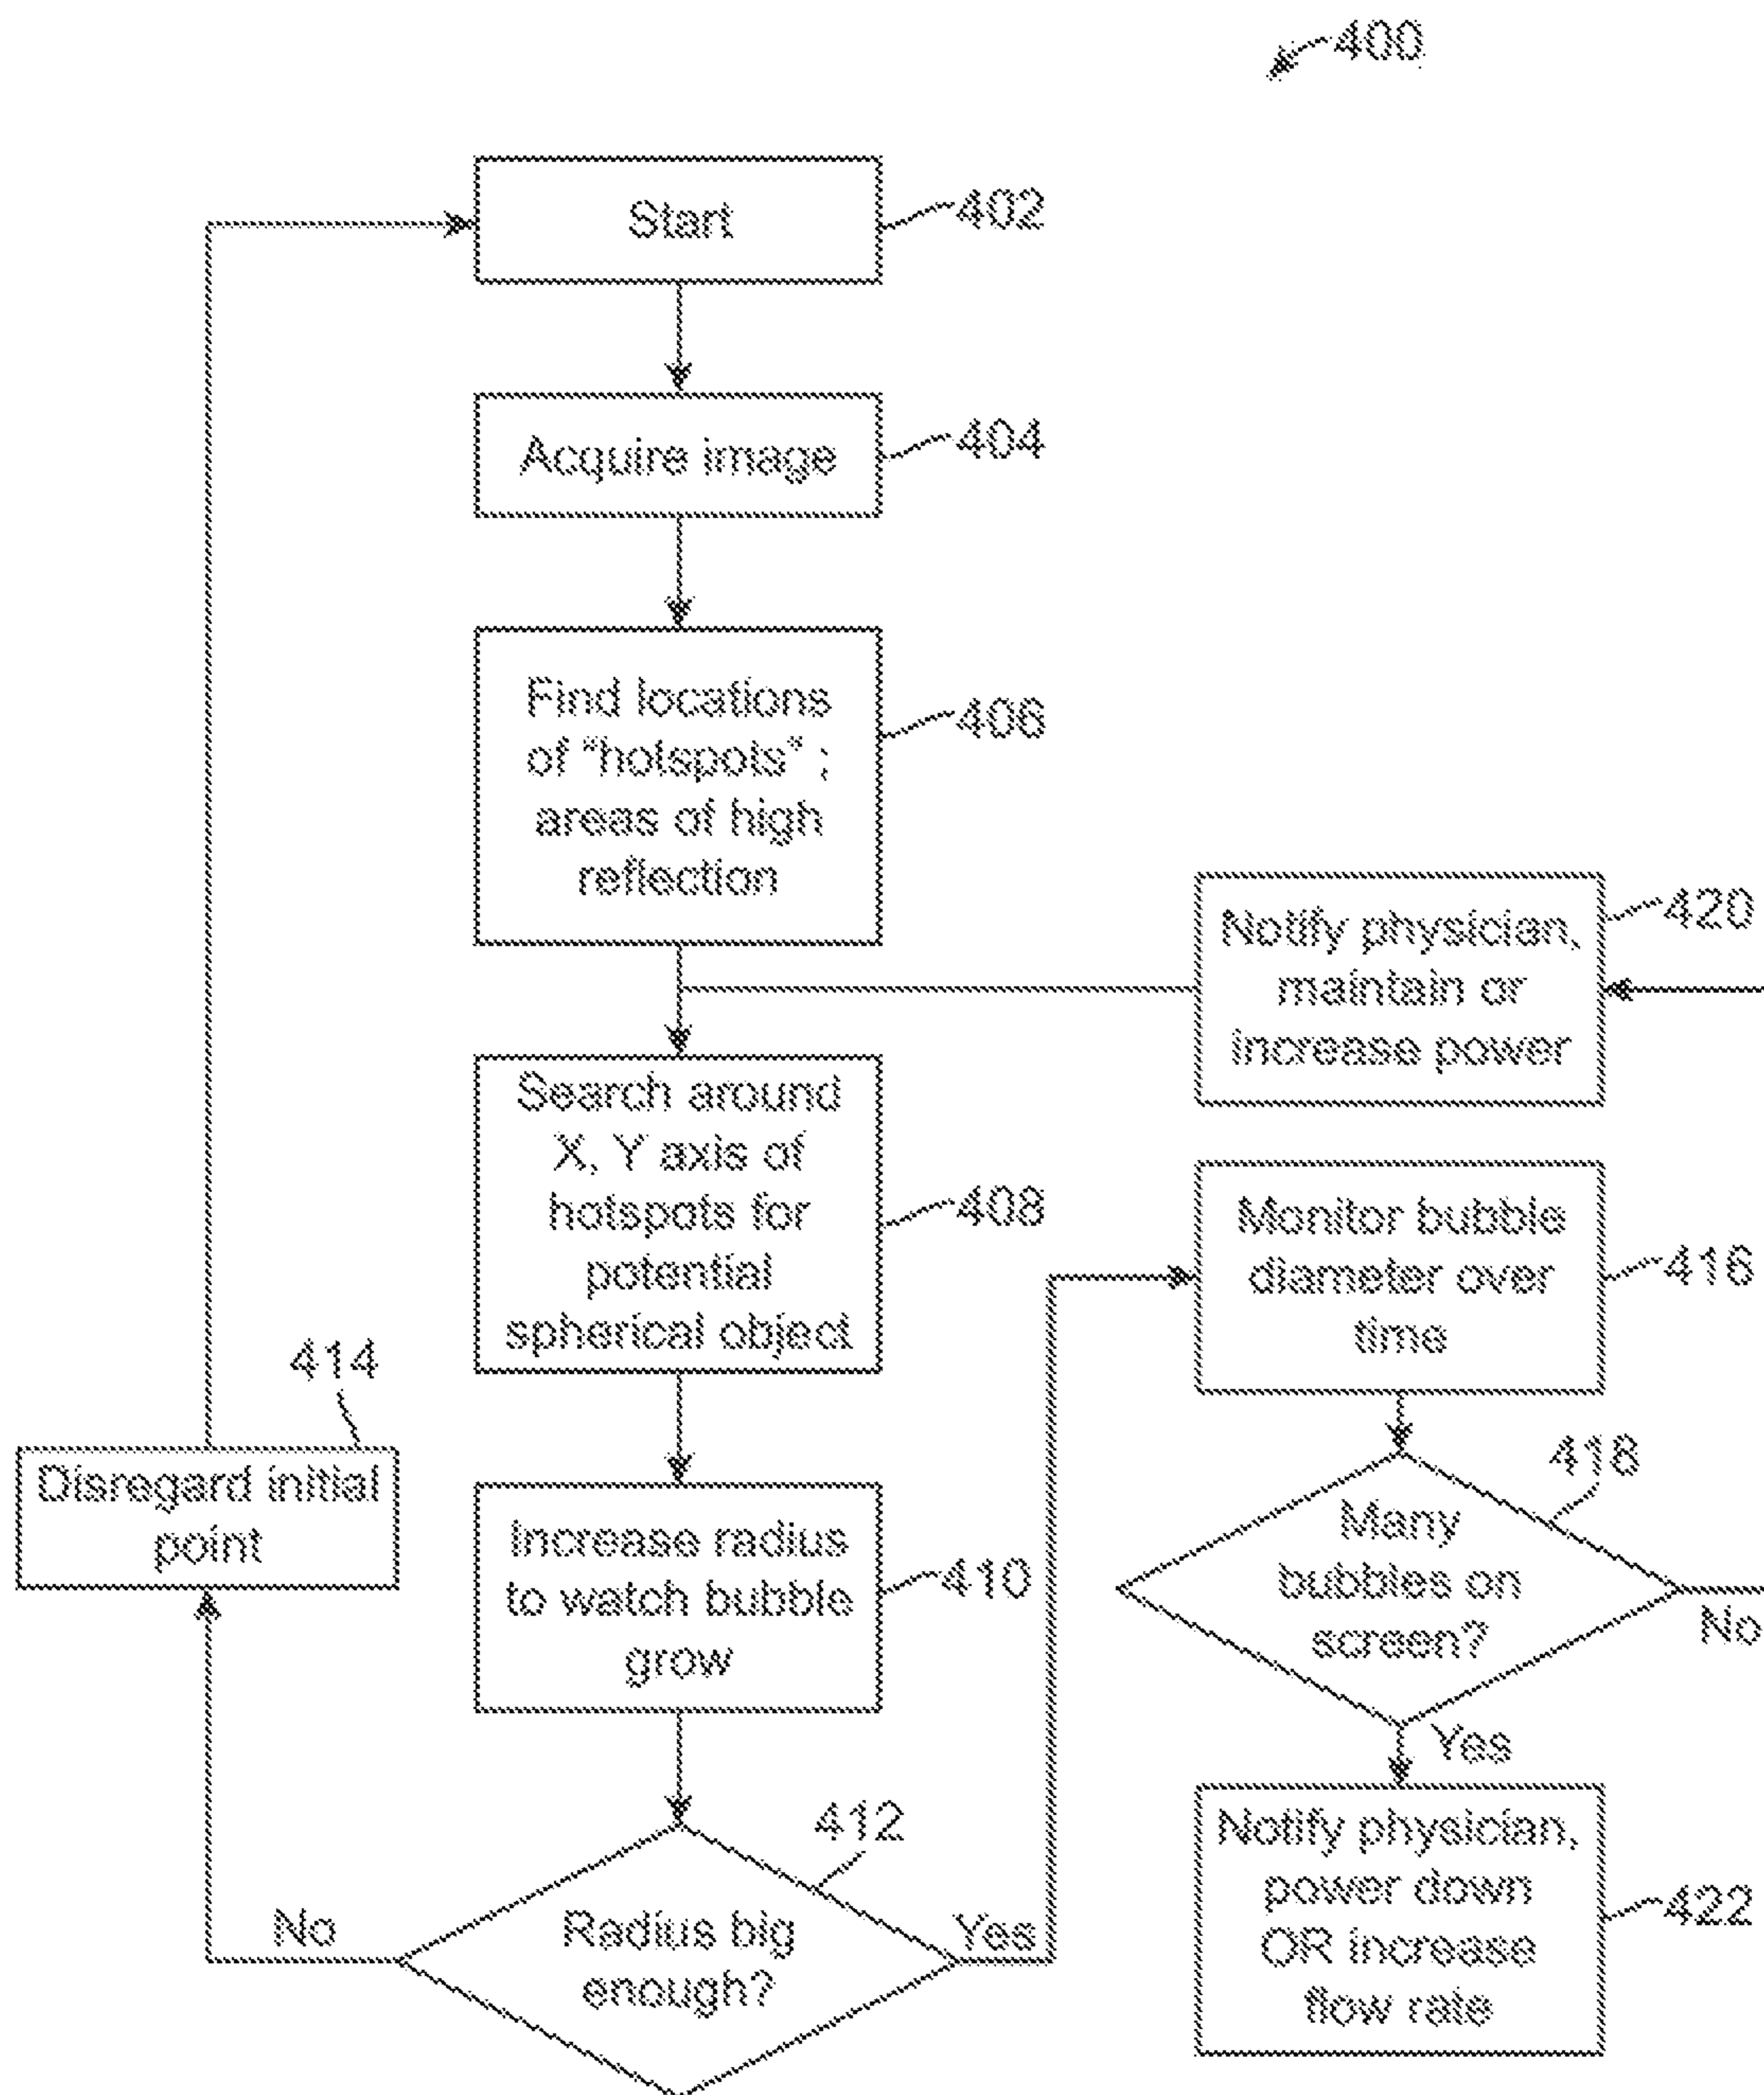 400
Start
402
Acquire image
404
Find locations
of "hotspots" ;
areas of high
reflection
406
Notify physician,
maintain or
increase power
420
Search around
X, Y axis of
hotspots for
potential
spherical object
408
Monitor bubble
diameter over
time
416
414
Disregard initial
point
Increase radius
to watch bubble
grow
410
418
Many
bubbles on
screen?
No
Yes
412
Radius big
enough?
No
Yes
Notify physician,
power down
OR increase
flow rate
422